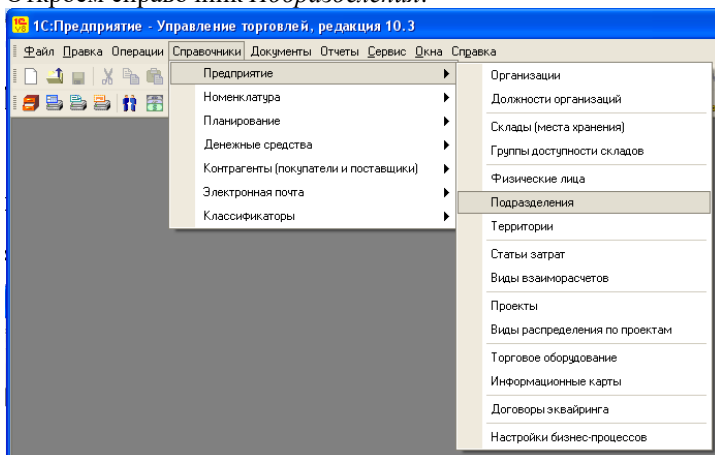 Откроем справочник Подразделения.
1С:Предприятие - Управление торговлей, редакция 10.3
Файл Правка Операции Справочники Документы Отчеты Сервис Окна Справка
Предприятие
Номенклатура
Планирование
Денежные средства
Контрагенты (покупатели и поставщики)
Электронная почта
Классификаторы
Организации
Должности организаций
Склады (места хранения)
Группы доступности складов
Физические лица
Подразделения
Территории
Статьи затрат
Виды взаиморасчетов
Проекты
Виды распределения по проектам
Торговое оборудование
Информационные карты
Договоры эквайринга
Настройки бизнес-процессов